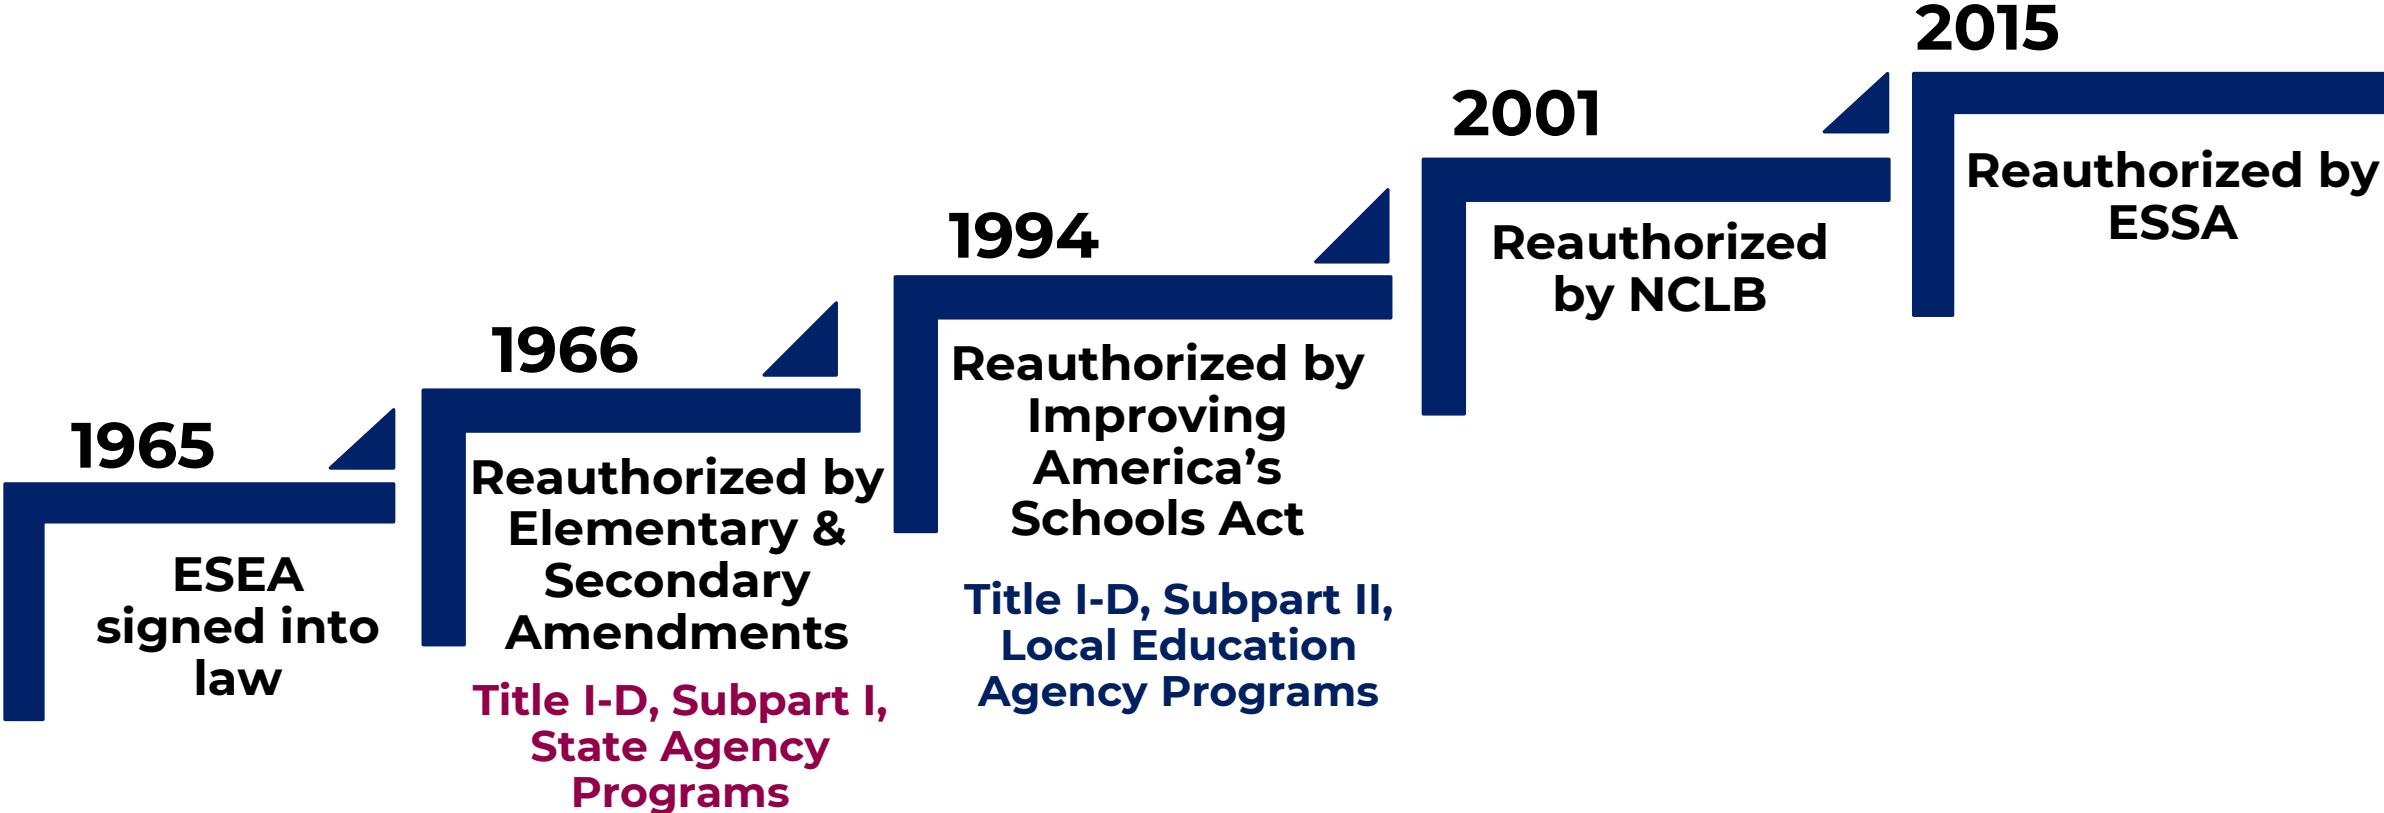 1965
ESEA
signed into
law
1966
Reauthorized by
Elementary &
Secondary
Amendments
Title I-D, Subpart I,
State Agency
Programs
1994
Reauthorized by
Improving
America’s
Schools Act
Title I-D, Subpart II,
Local Education
Agency Programs
2001
Reauthorized
by NCLB
2015
Reauthorized by
ESSA